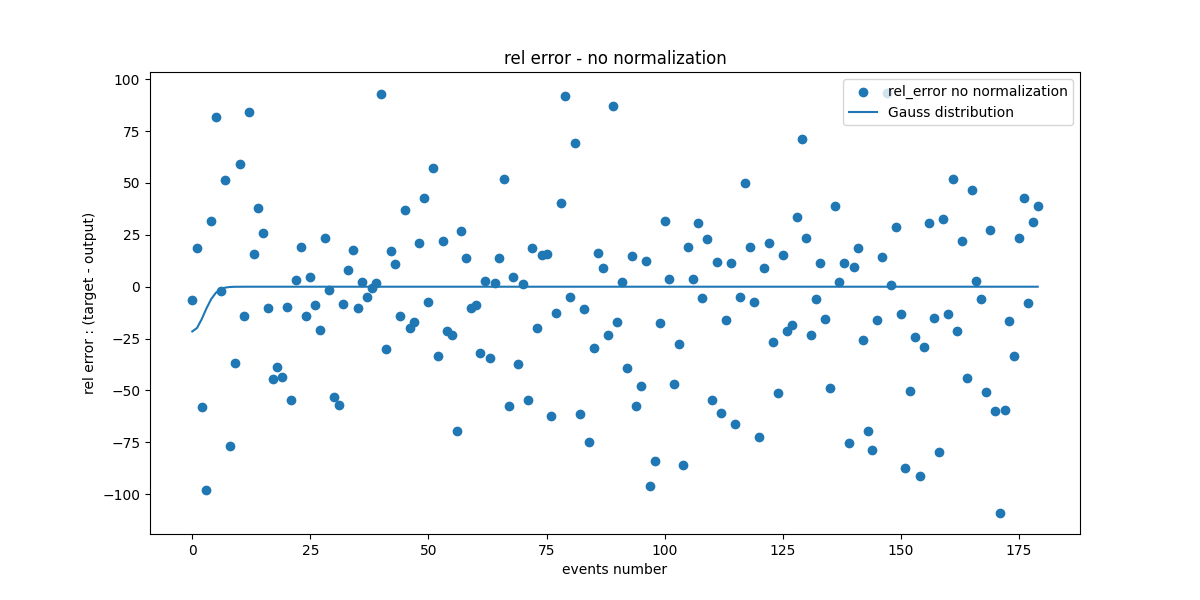 rel error - no normalization
100
75
50
25
0
−25
−50
−75
−100
rel error : (target - output)
rel_error no normalization
Gauss distribution
0 25 50 75 100 125 150 175
events number